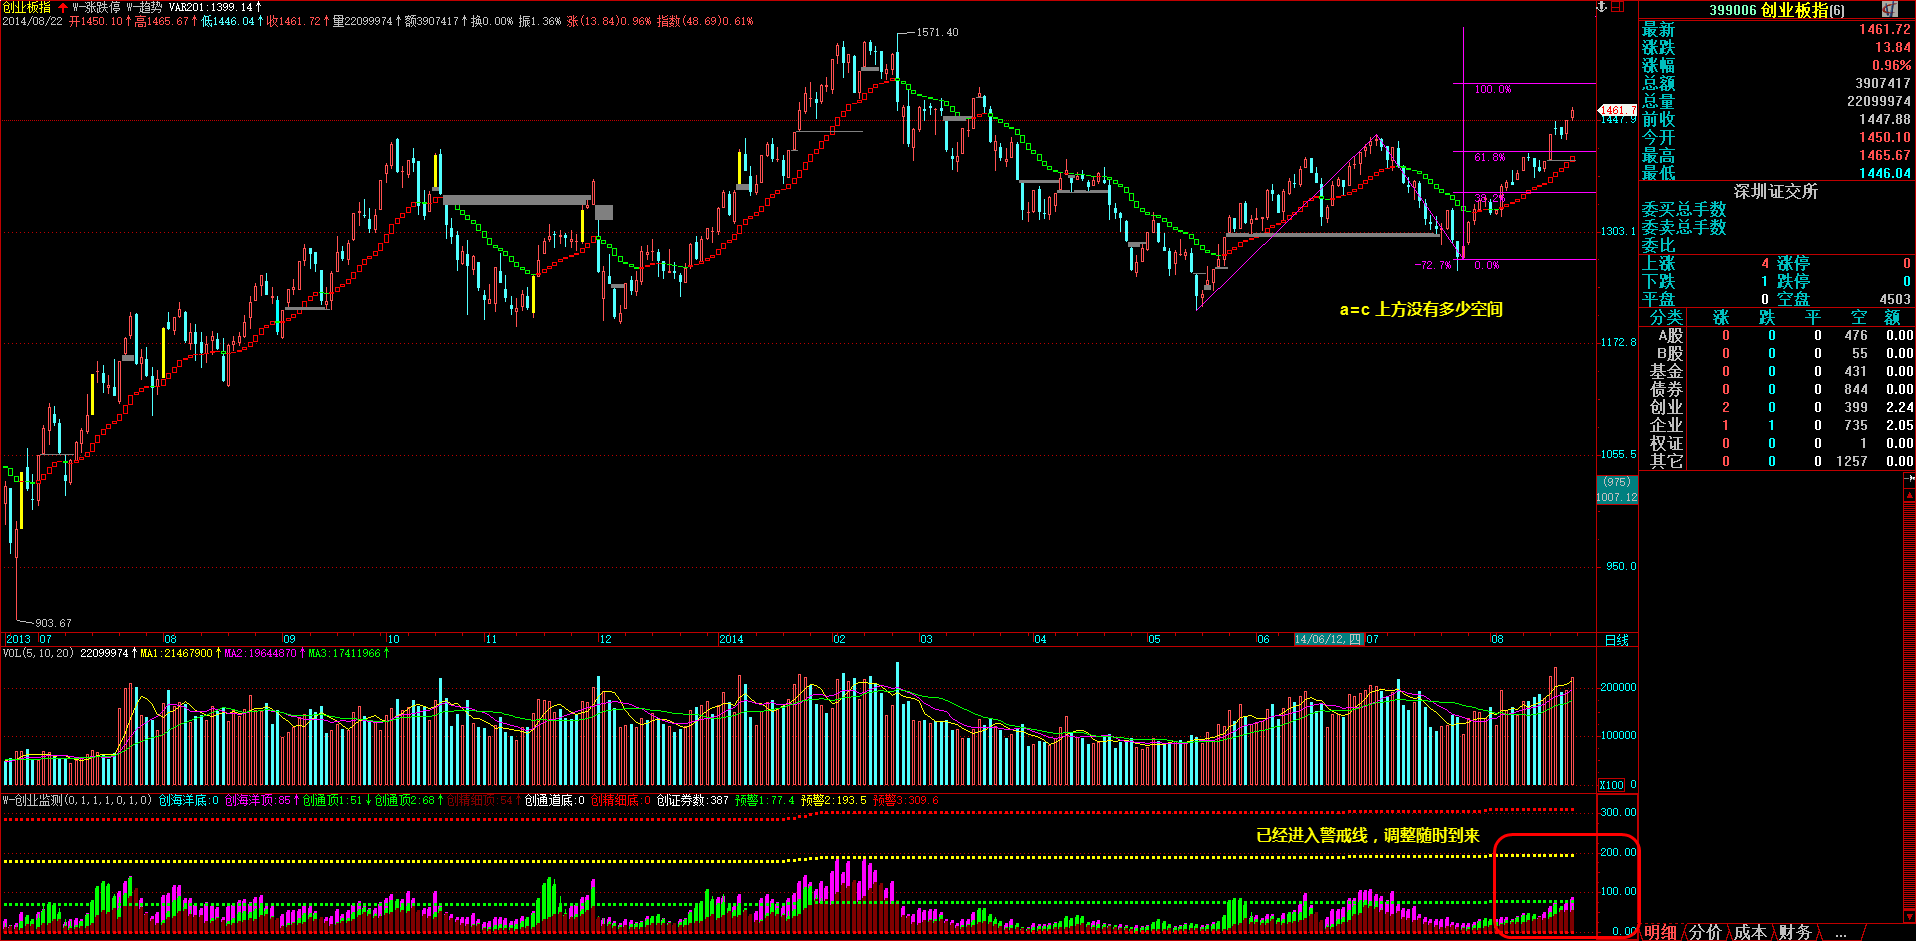 创业板指 W-涨跌停 W-趋势 VAR201:1399.14
2014/08/22 开1450.10 高1465.67 低1446.04 收1461.72 量22099974 额3907417 换0.00% 振1.36% 涨(13.84)0.96% 指数(48.69)0.61%
1571.40
100.0%
61.8%
-72.7%
0.0%
a=c 上方没有多少空间
903.67
1461.7
1447.9
1303.1
1172.8
1055.5
(975)
1007.12
950.0
2013 07 08 09 10 11 12 2014 02 03 04 05 06 14/06/12,四 07 08 日线
VOL(5,10,20) 22099974 MA1:21467900 MA2:19644870 MA3:17411966
200000
100000
X100 0
W-创业监测(0,1,1,1,0,1,0) 创海洋底:0 创海洋顶:85 创通顶1:51 创通顶2:68 创精细顶:54 创通道底:0 创精细底:0 创证券数:387 预警1:77.4 预警2:193.5 预警3:309.6
300.00
已经进入警戒线，调整随时到来
200.00
100.00
0.00
399006 创业板指(6)
最新 1461.72
涨跌 13.84
涨幅 0.96%
总额 3907417
总量 22099974
前收 1447.88
今开 1450.10
最高 1465.67
最低 1446.04
深圳证交所
委买总手数
委卖总手数
委比
上涨 4 涨停 0
下跌 1 跌停 0
平盘 0 空盘 4503
分类 涨 跌 平 空 额
A股 0 0 0 476 0.00
B股 0 0 0 55 0.00
基金 0 0 0 431 0.00
债券 0 0 0 844 0.00
创业 2 0 0 399 2.24
企业 1 1 0 735 2.05
权证 0 0 0 1 0.00
其它 0 0 0 1257 0.00
明细 分价 成本 财务 ...